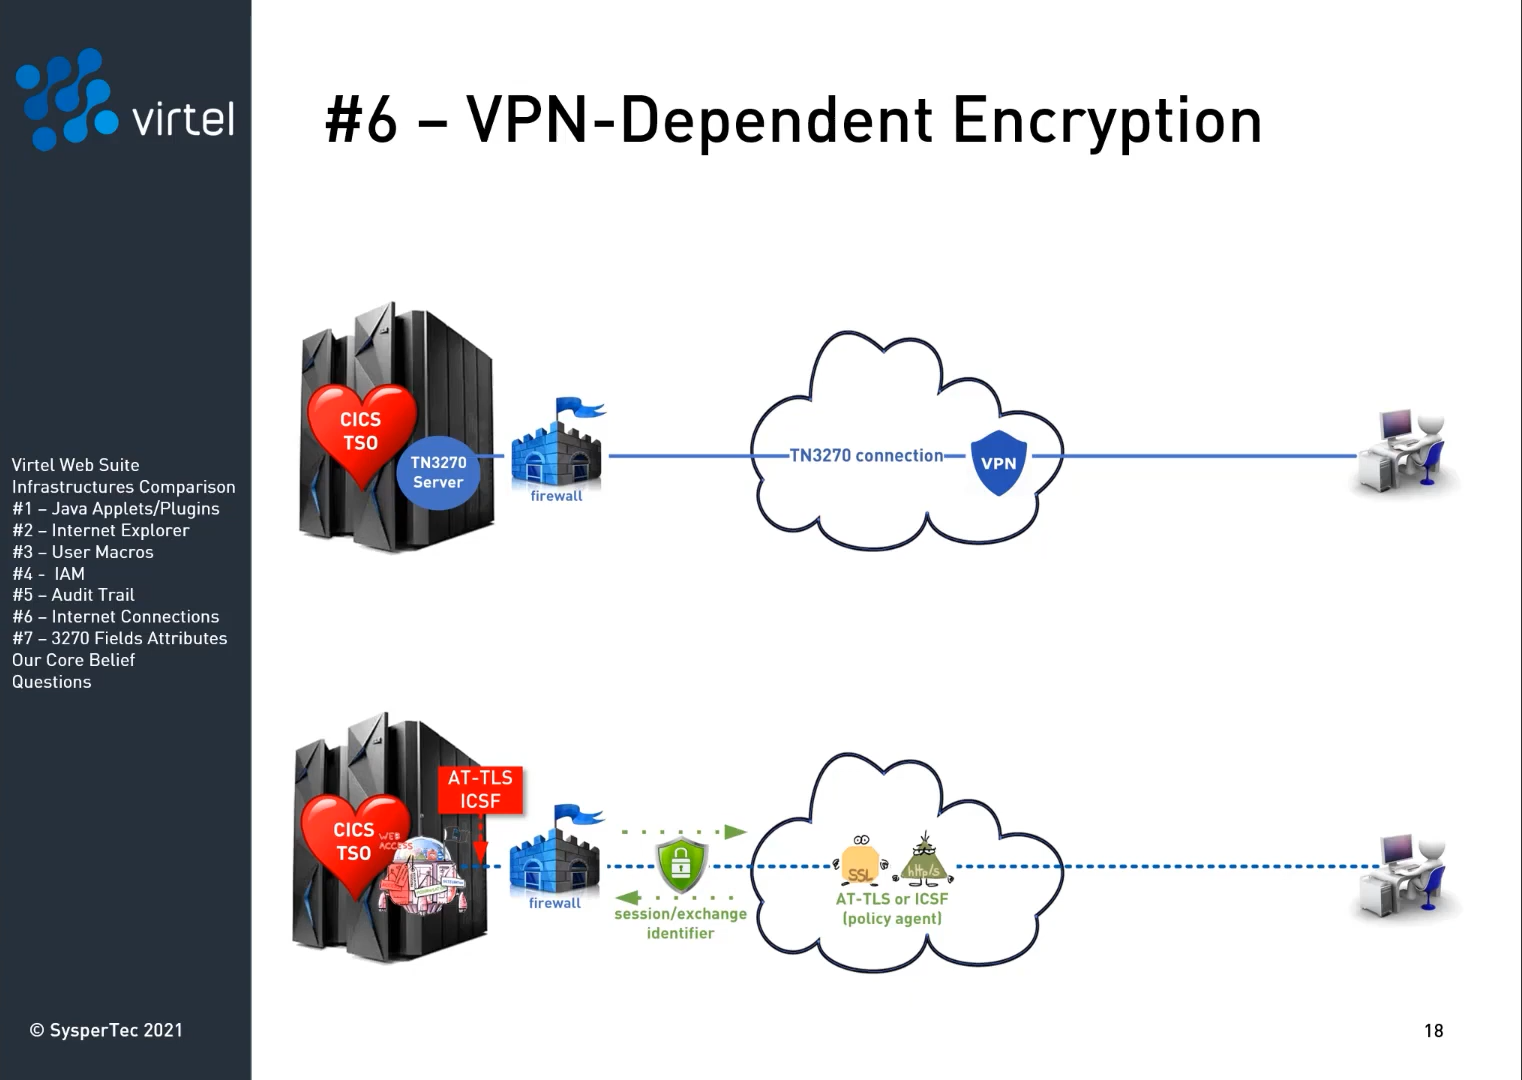 virtel
#6 – VPN-Dependent Encryption
Virtel Web Suite
Infrastructures Comparison
#1 – Java Applets/Plugins
#2 – Internet Explorer
#3 – User Macros
#4 - IAM
#5 – Audit Trail
#6 – Internet Connections
#7 – 3270 Fields Attributes
Our Core Belief
Questions
© SysperTec 2021
CICS
TSO
TN3270
Server
firewall
TN3270 connection
VPN
AT-TLS
ICSF
CICS
TSO
WEB
ACCESS
firewall
session/exchange
identifier
SSL
http/s
AT-TLS or ICSF
(policy agent)
18